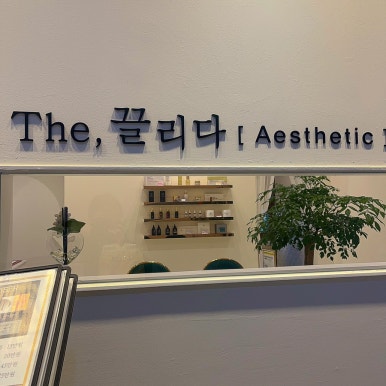 The, 끌리다 [ Aesthetic ]